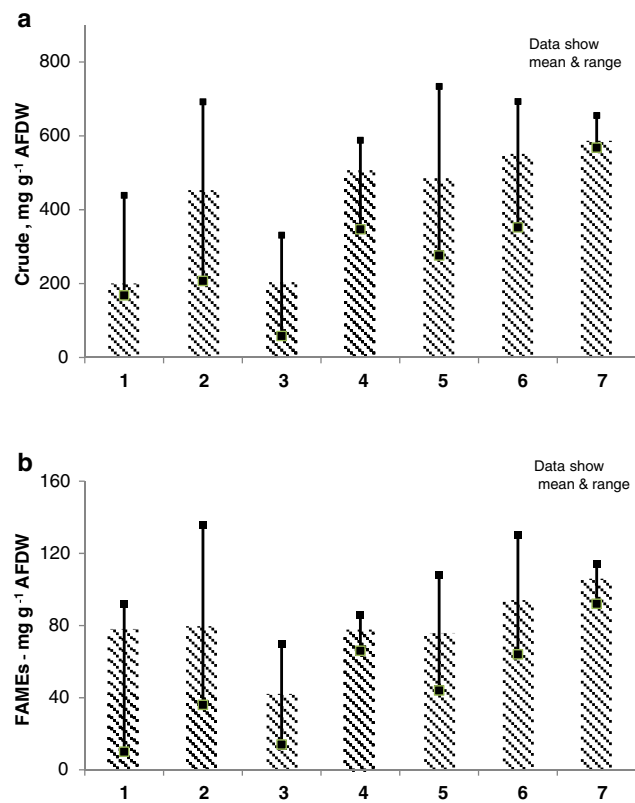 a
Data show
mean & range
Crude, mg g-1 AFDW
800
600
400
200
0
1 2 3 4 5 6 7
b
Data show
mean & range
FAMEs - mg g-1 AFDW
160
120
80
40
0
1 2 3 4 5 6 7